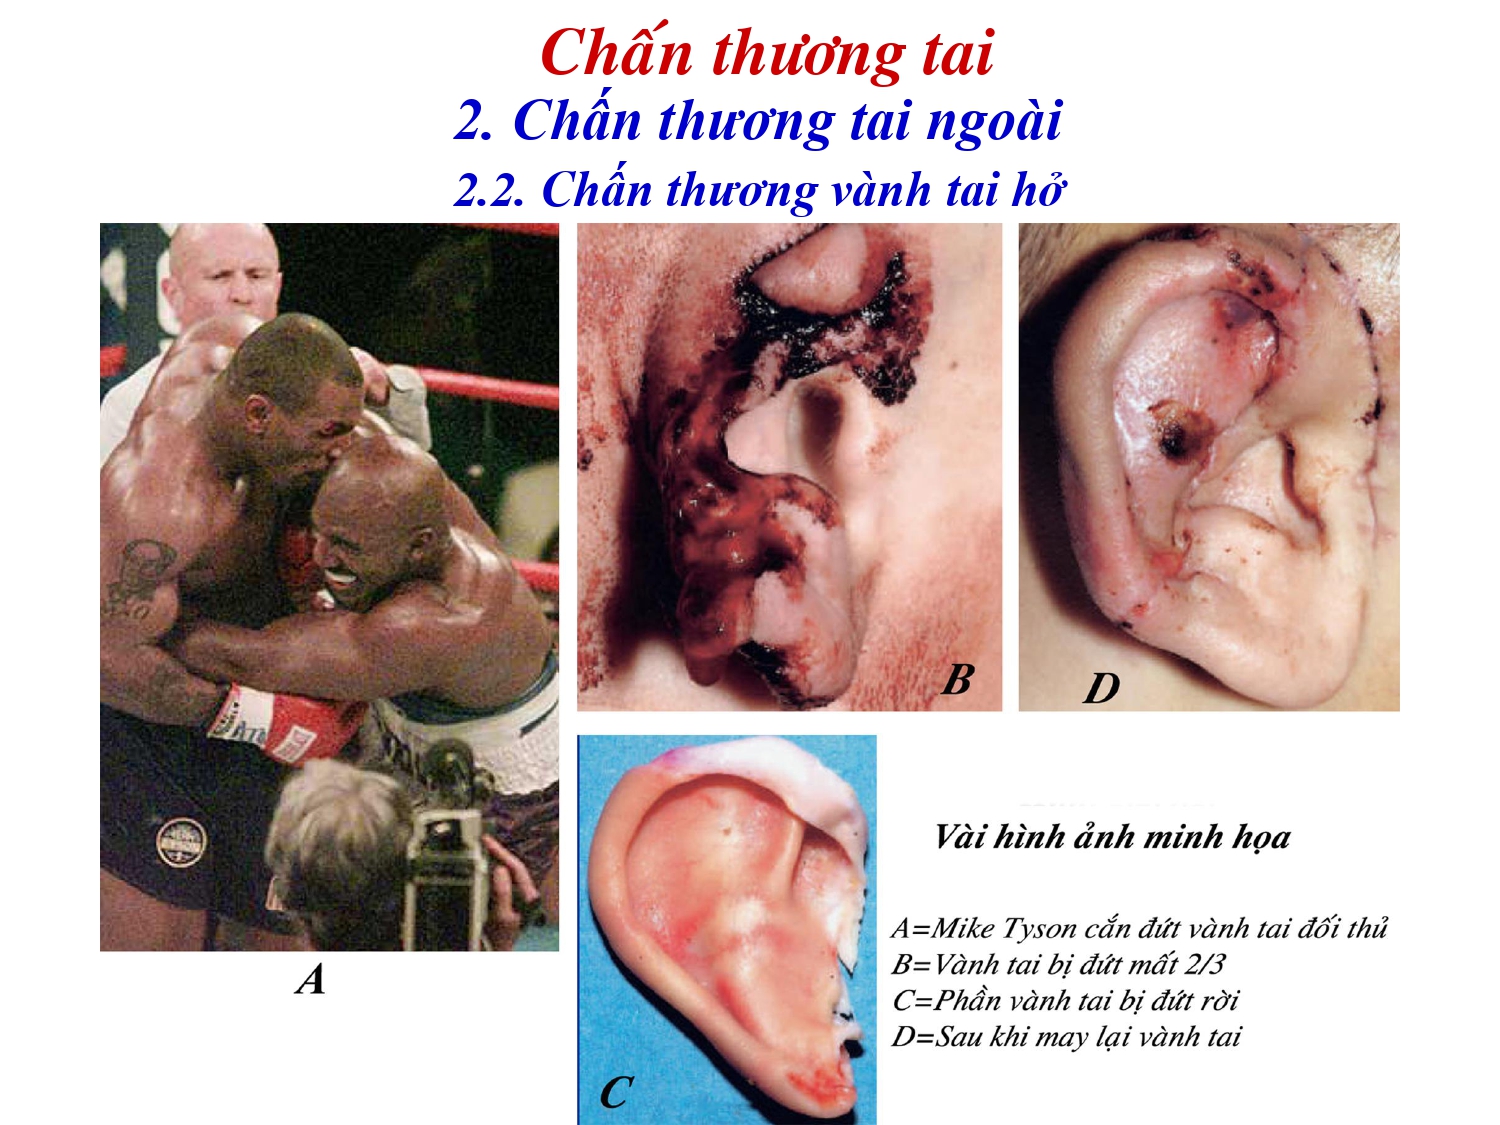 Chấn thương tai
2. Chấn thương tai ngoài
2.2. Chấn thương vành tai hở
B
D
A
C
Vài hình ảnh minh họa
A=Mike Tyson cắn đứt vành tai đối thủ
B=Vành tai bị đứt mất 2/3
C=Phần vành tai bị đứt rời
D=Sau khi may lại vành tai